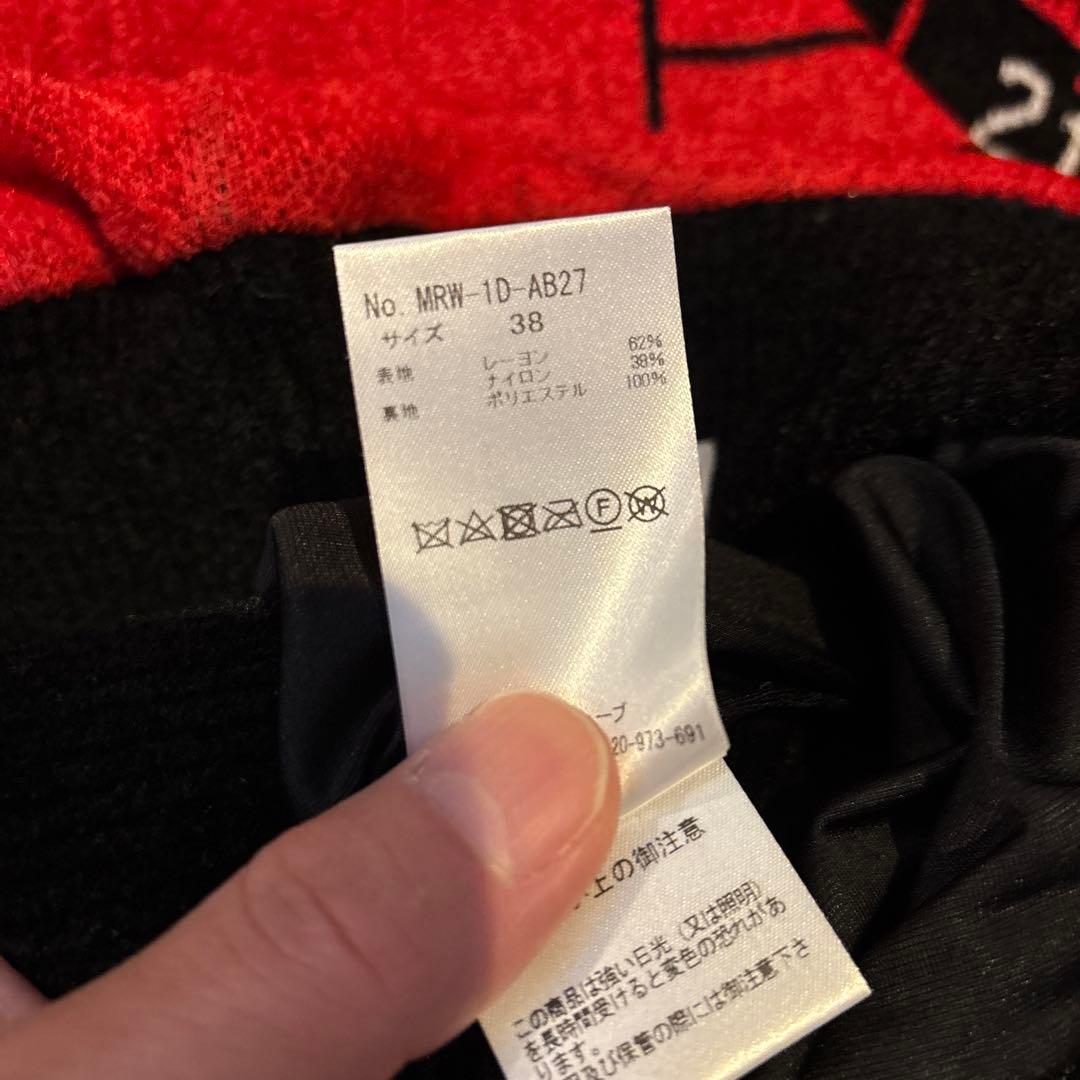 No. MRW-1D-AB27
サイズ 38
表地 レーヨン 62%
ナイロン 38%
裏地 ポリエステル 100%
F
W
ープ
20-973-691
上の御注意
この商品は強い日光(又は照明)
を長時間受けると変色の恐れがあ
ります。
及び保管の際には御注意下さ